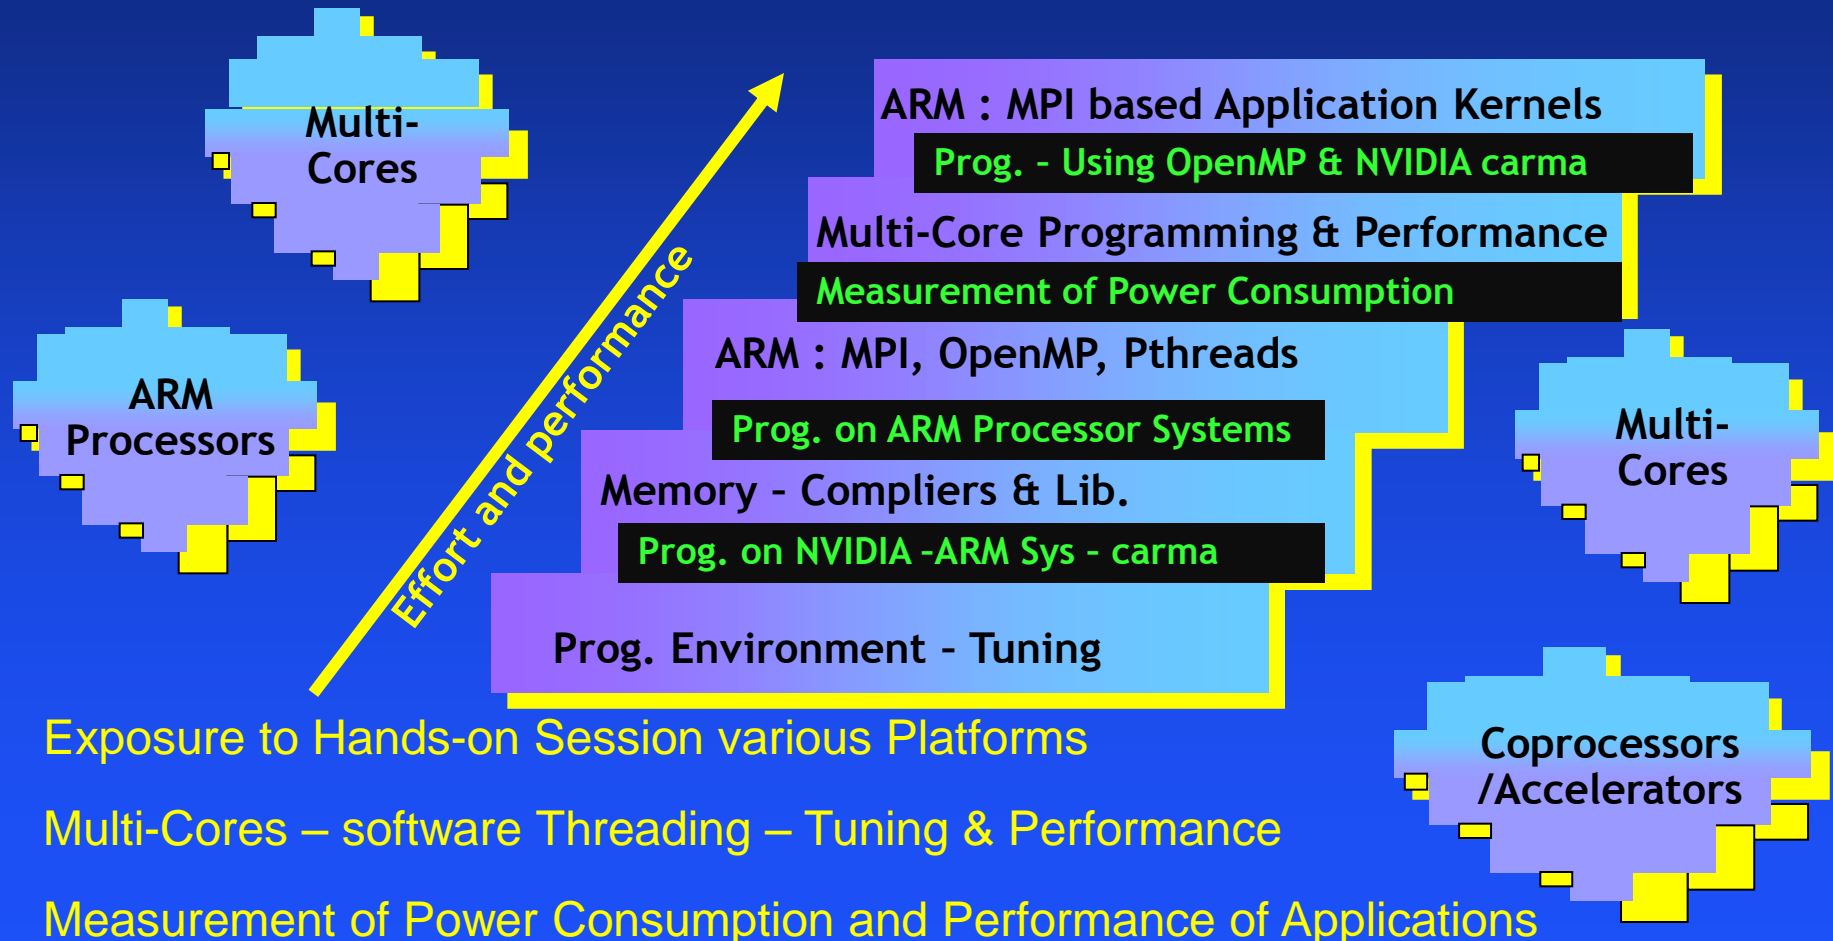 Multi-
Cores
ARM
Processors
Effort and performance
ARM : MPI based Application Kernels
Prog. – Using OpenMP & NVIDIA carma
Multi-Core Programming & Performance
Measurement of Power Consumption
ARM : MPI, OpenMP, Pthreads
Prog. on ARM Processor Systems
Memory – Compliers & Lib.
Prog. on NVIDIA –ARM Sys – carma
Prog. Environment – Tuning
Multi-
Cores
Coprocessors
/Accelerators
Exposure to Hands-on Session various Platforms
Multi-Cores – software Threading – Tuning & Performance
Measurement of Power Consumption and Performance of Applications